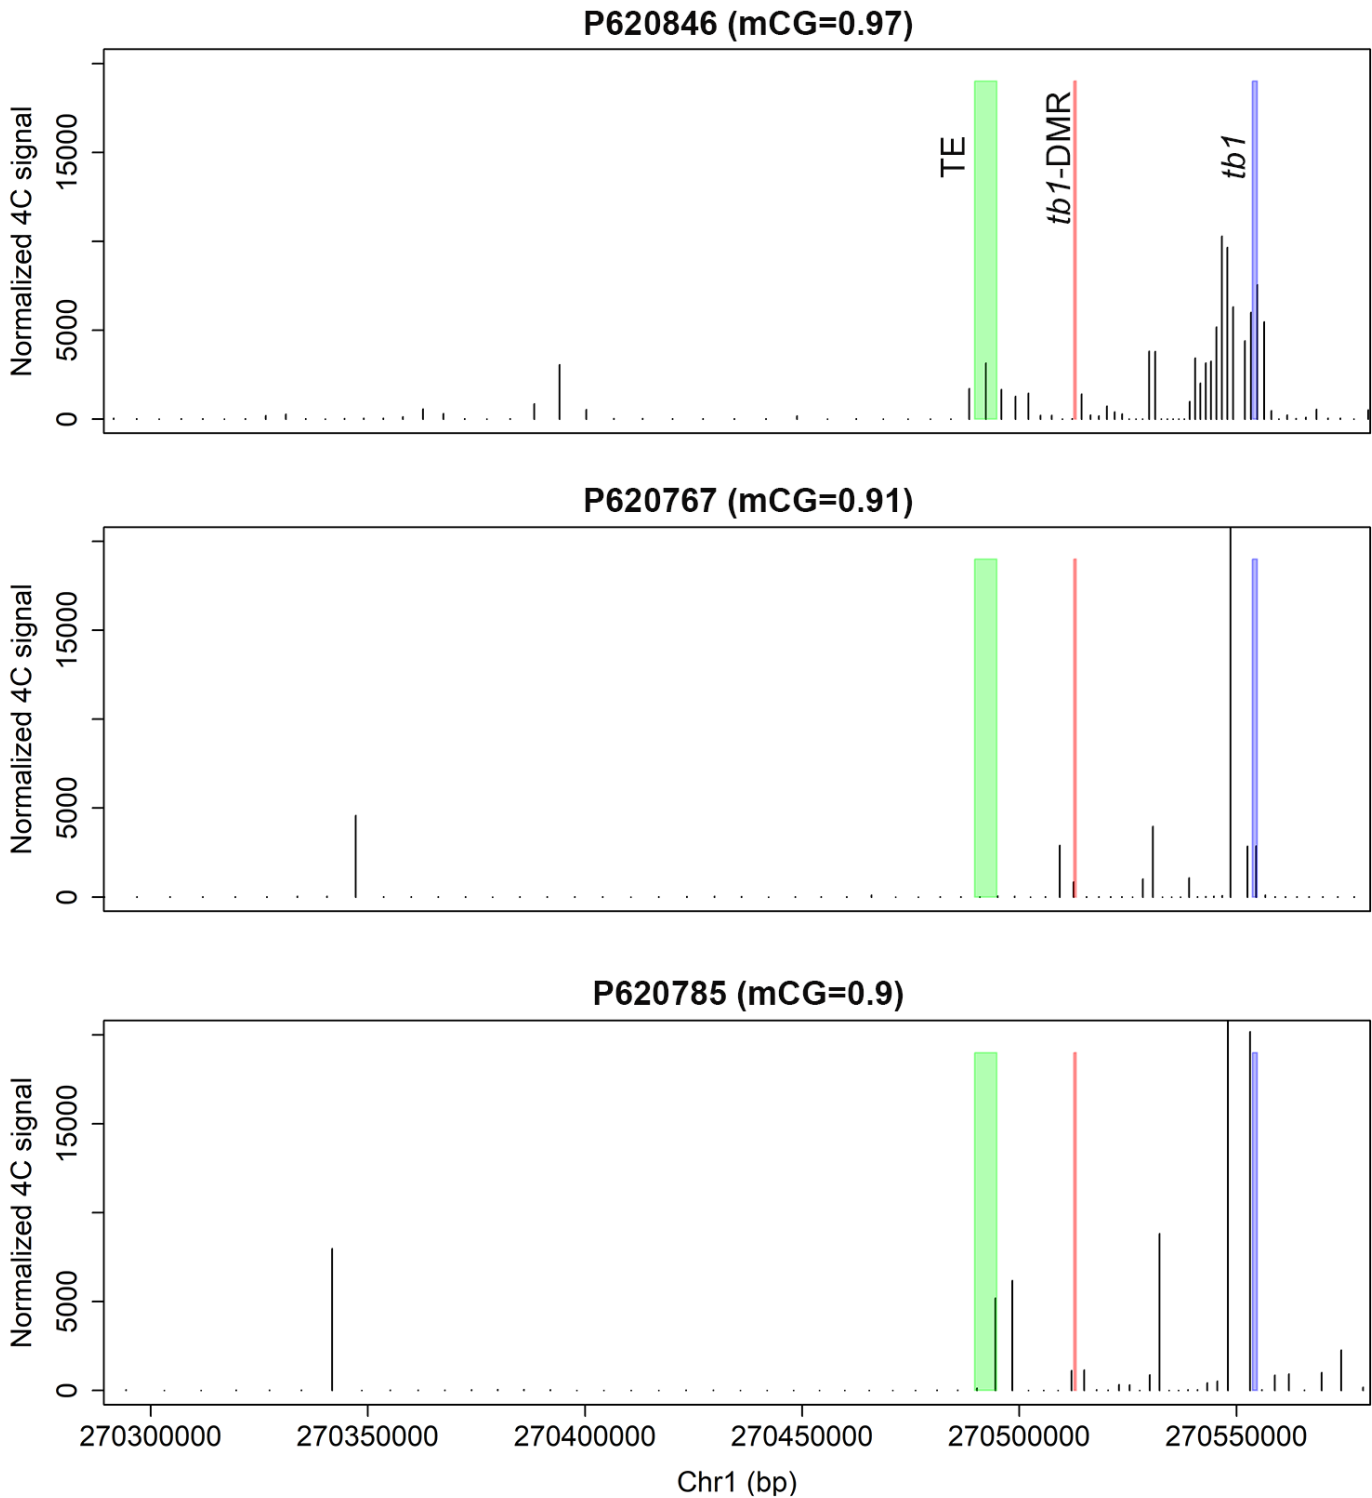 P620846 (mCG=0.97)
Normalized 4C signal
15000
5000
0
TE
tb1-DMR
tb1
P620767 (mCG=0.91)
Normalized 4C signal
15000
5000
0
P620785 (mCG=0.9)
Normalized 4C signal
15000
5000
0
270300000 270350000 270400000 270450000 270500000 270550000
Chr1 (bp)